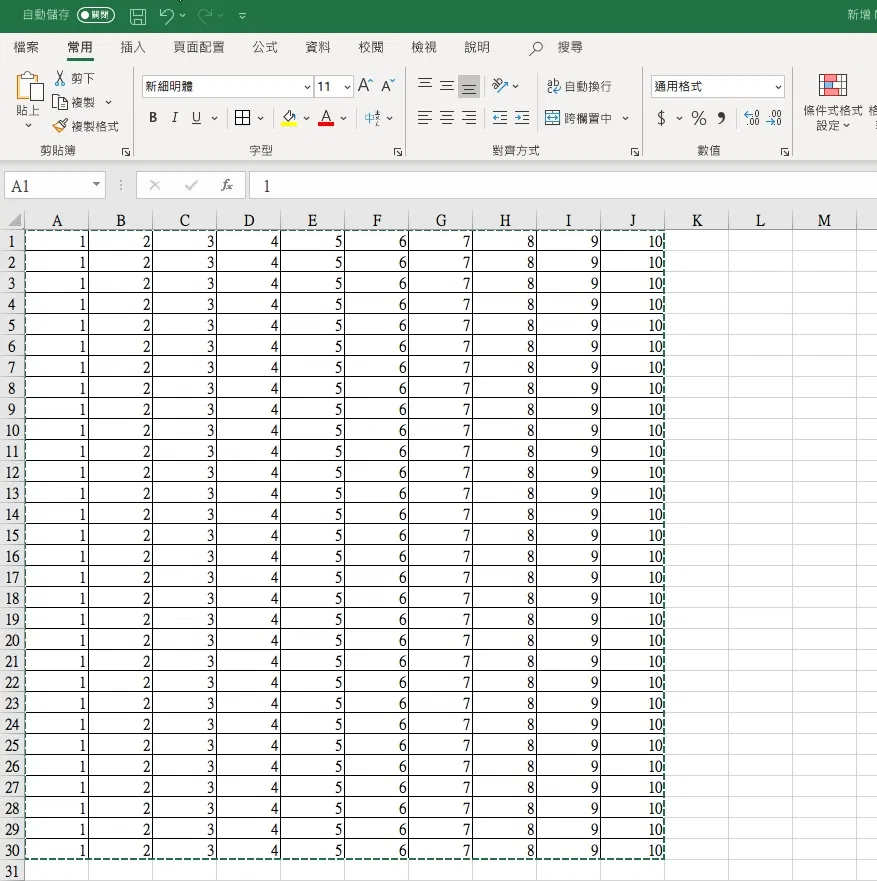 自動儲存 關閉 新增
檔案 常用 插入 頁面配置 公式 資料 校閱 檢視 說明 搜尋
貼上 剪下 複製 複製格式
新細明體 11 A A
B I U A 中
ab 自動換行
跨欄置中
通用格式
$ % , .00 .00
條件式格式
設定
剪貼簿 字型 對齊方式 數值
A1 fx 1
A B C D E F G H I J K L M
1 1 2 3 4 5 6 7 8 9 10
2 1 2 3 4 5 6 7 8 9 10
3 1 2 3 4 5 6 7 8 9 10
4 1 2 3 4 5 6 7 8 9 10
5 1 2 3 4 5 6 7 8 9 10
6 1 2 3 4 5 6 7 8 9 10
7 1 2 3 4 5 6 7 8 9 10
8 1 2 3 4 5 6 7 8 9 10
9 1 2 3 4 5 6 7 8 9 10
10 1 2 3 4 5 6 7 8 9 10
11 1 2 3 4 5 6 7 8 9 10
12 1 2 3 4 5 6 7 8 9 10
13 1 2 3 4 5 6 7 8 9 10
14 1 2 3 4 5 6 7 8 9 10
15 1 2 3 4 5 6 7 8 9 10
16 1 2 3 4 5 6 7 8 9 10
17 1 2 3 4 5 6 7 8 9 10
18 1 2 3 4 5 6 7 8 9 10
19 1 2 3 4 5 6 7 8 9 10
20 1 2 3 4 5 6 7 8 9 10
21 1 2 3 4 5 6 7 8 9 10
22 1 2 3 4 5 6 7 8 9 10
23 1 2 3 4 5 6 7 8 9 10
24 1 2 3 4 5 6 7 8 9 10
25 1 2 3 4 5 6 7 8 9 10
26 1 2 3 4 5 6 7 8 9 10
27 1 2 3 4 5 6 7 8 9 10
28 1 2 3 4 5 6 7 8 9 10
29 1 2 3 4 5 6 7 8 9 10
30 1 2 3 4 5 6 7 8 9 10
31